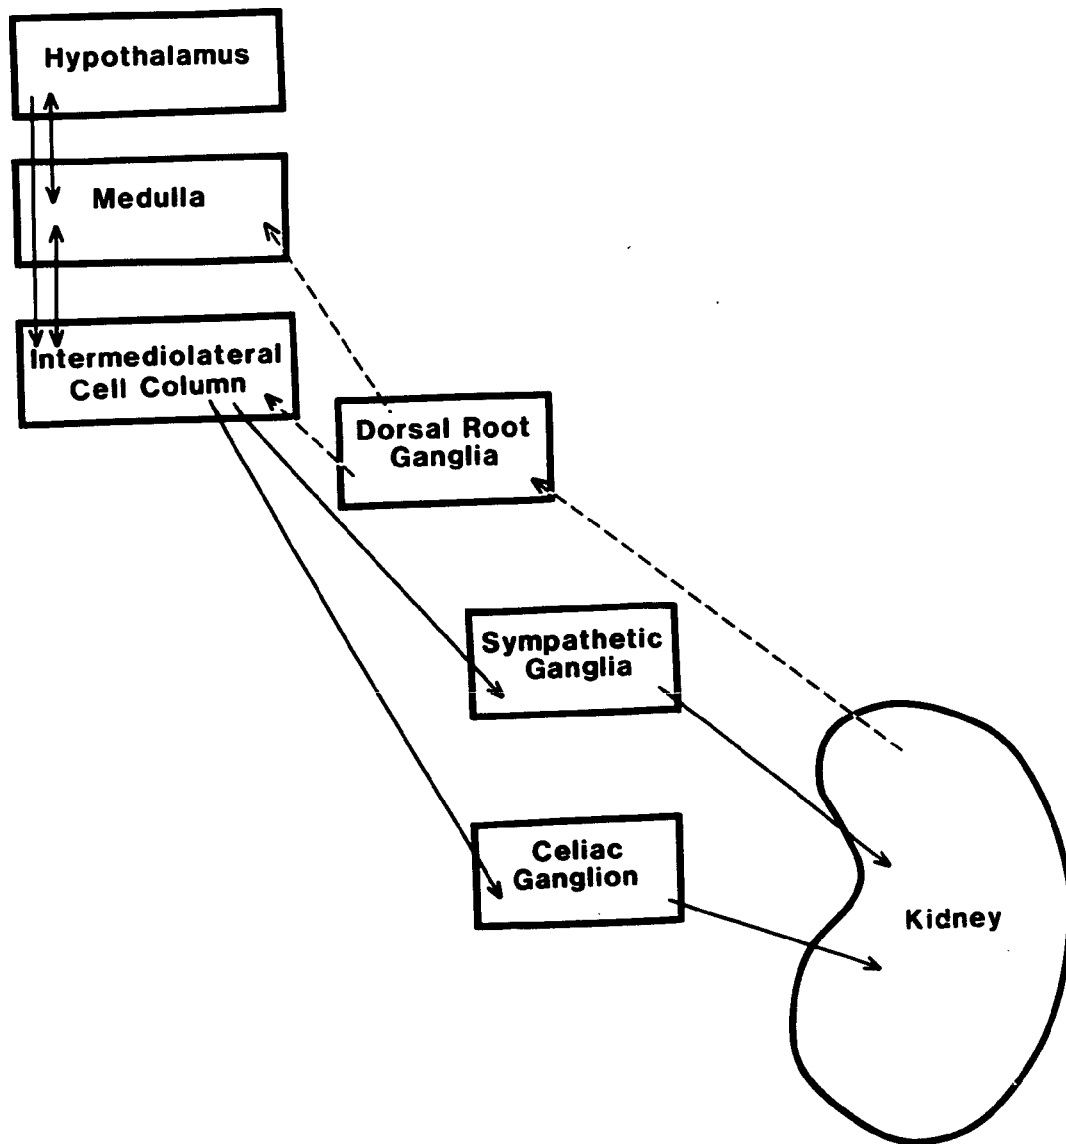 Hypothalamus
Medulla
Intermediolateral
Cell Column
Dorsal Root
Ganglia
Sympathetic
Ganglia
Celiac
Ganglion
Kidney